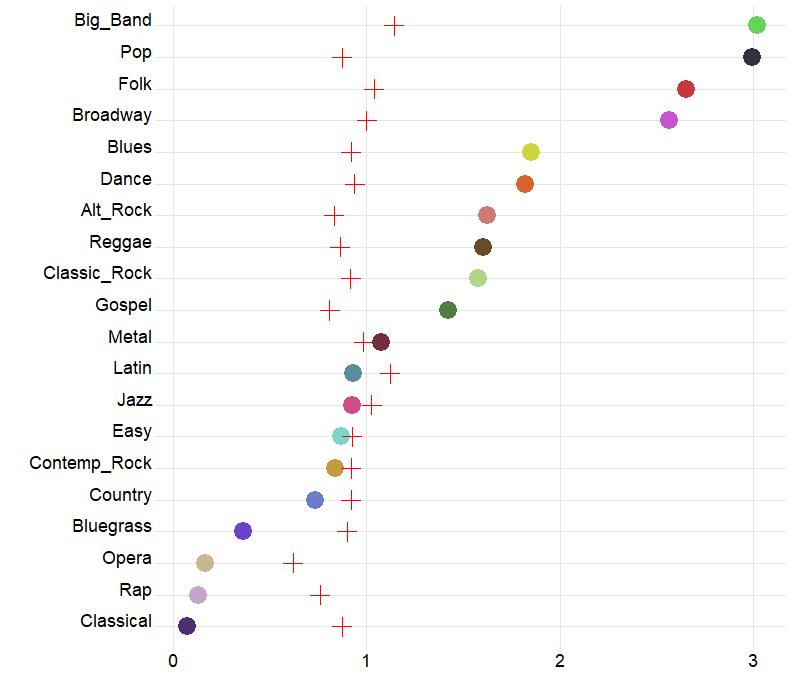 Big_Band
Pop
Folk
Broadway
Blues
Dance
Alt_Rock
Reggae
Classic_Rock
Gospel
Metal
Latin
Jazz
Easy
Contemp_Rock
Country
Bluegrass
Opera
Rap
Classical
0 1 2 3